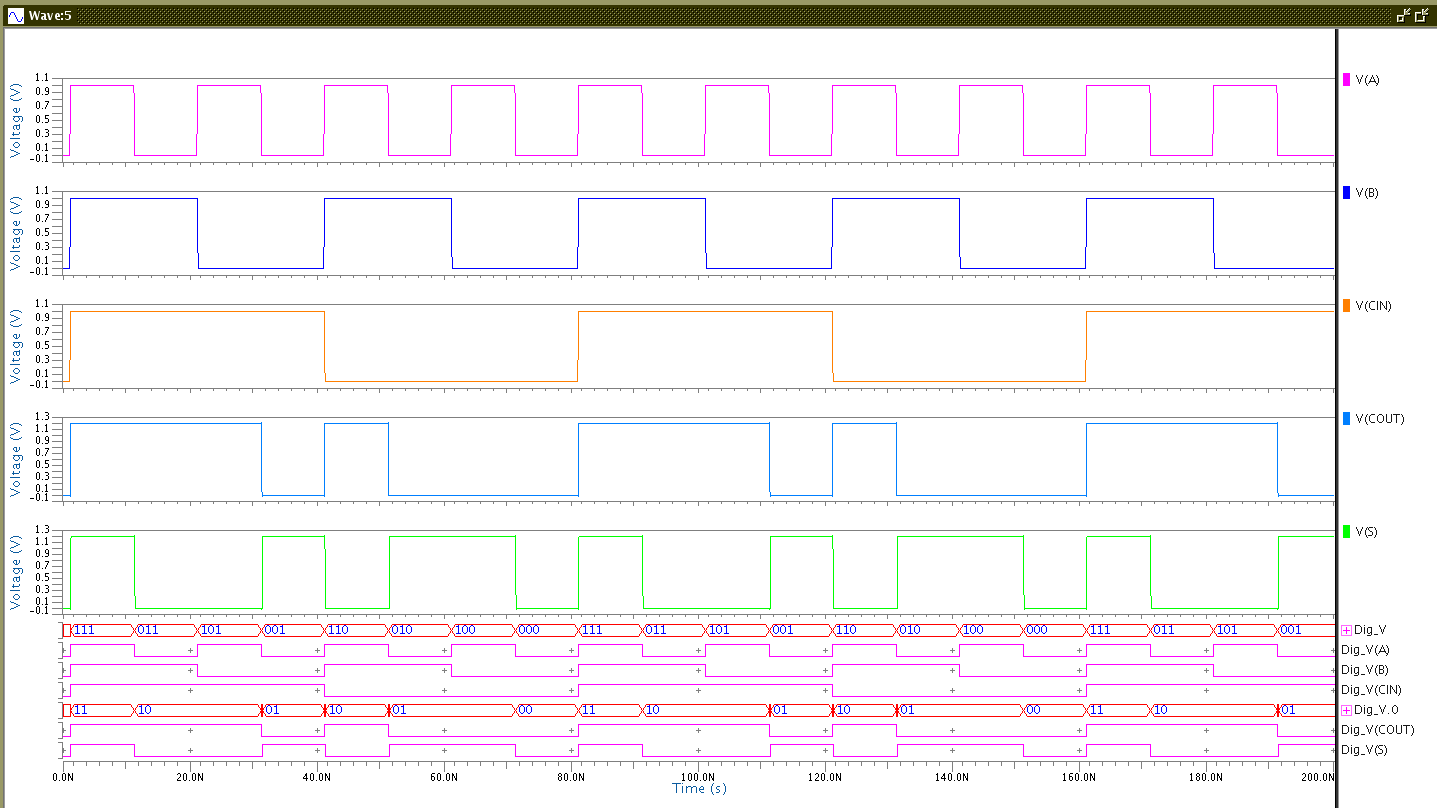 Wave:5
1.1
0.9
0.7
0.5
0.3
0.1
-0.1
Voltage (V)
V(A)
1.1
0.9
0.7
0.5
0.3
0.1
-0.1
Voltage (V)
V(B)
1.1
0.9
0.7
0.5
0.3
0.1
-0.1
Voltage (V)
V(CIN)
1.3
1.1
0.9
0.7
0.5
0.3
0.1
-0.1
Voltage (V)
V(COUT)
1.3
1.1
0.9
0.7
0.5
0.3
0.1
-0.1
Voltage (V)
V(S)
111 011 101 001 110 010 100 000 111 011 101 001 110 010 100 000 111 011 101 001 Dig_V
Dig_V(A)
Dig_V(B)
Dig_V(CIN)
11 10 01 10 01 00 11 10 01 10 01 00 11 10 01 Dig_V.0
Dig_V(COUT)
Dig_V(S)
0.0N 20.0N 40.0N 60.0N 80.0N 100.0N 120.0N 140.0N 160.0N 180.0N 200.0N
Time (s)